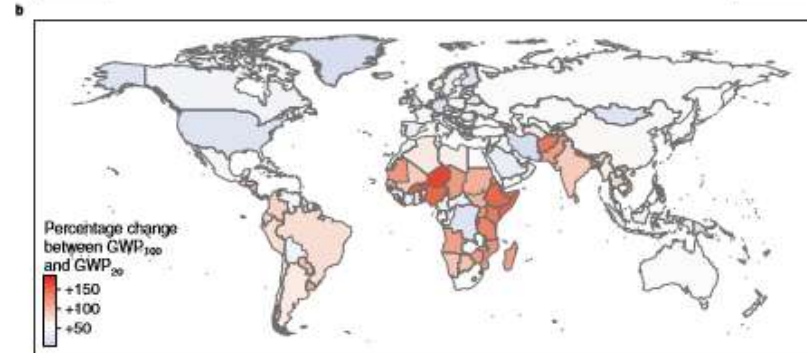 b
Percentage change
between GWP₁₀₀
and GWP₂₀
+150
+100
+50